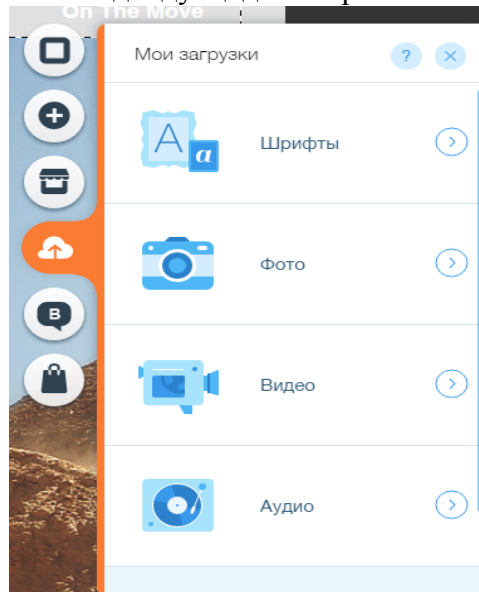 On The Move
Мои загрузки
?
A
a
Шрифты
Фото
Видео
B
Аудио